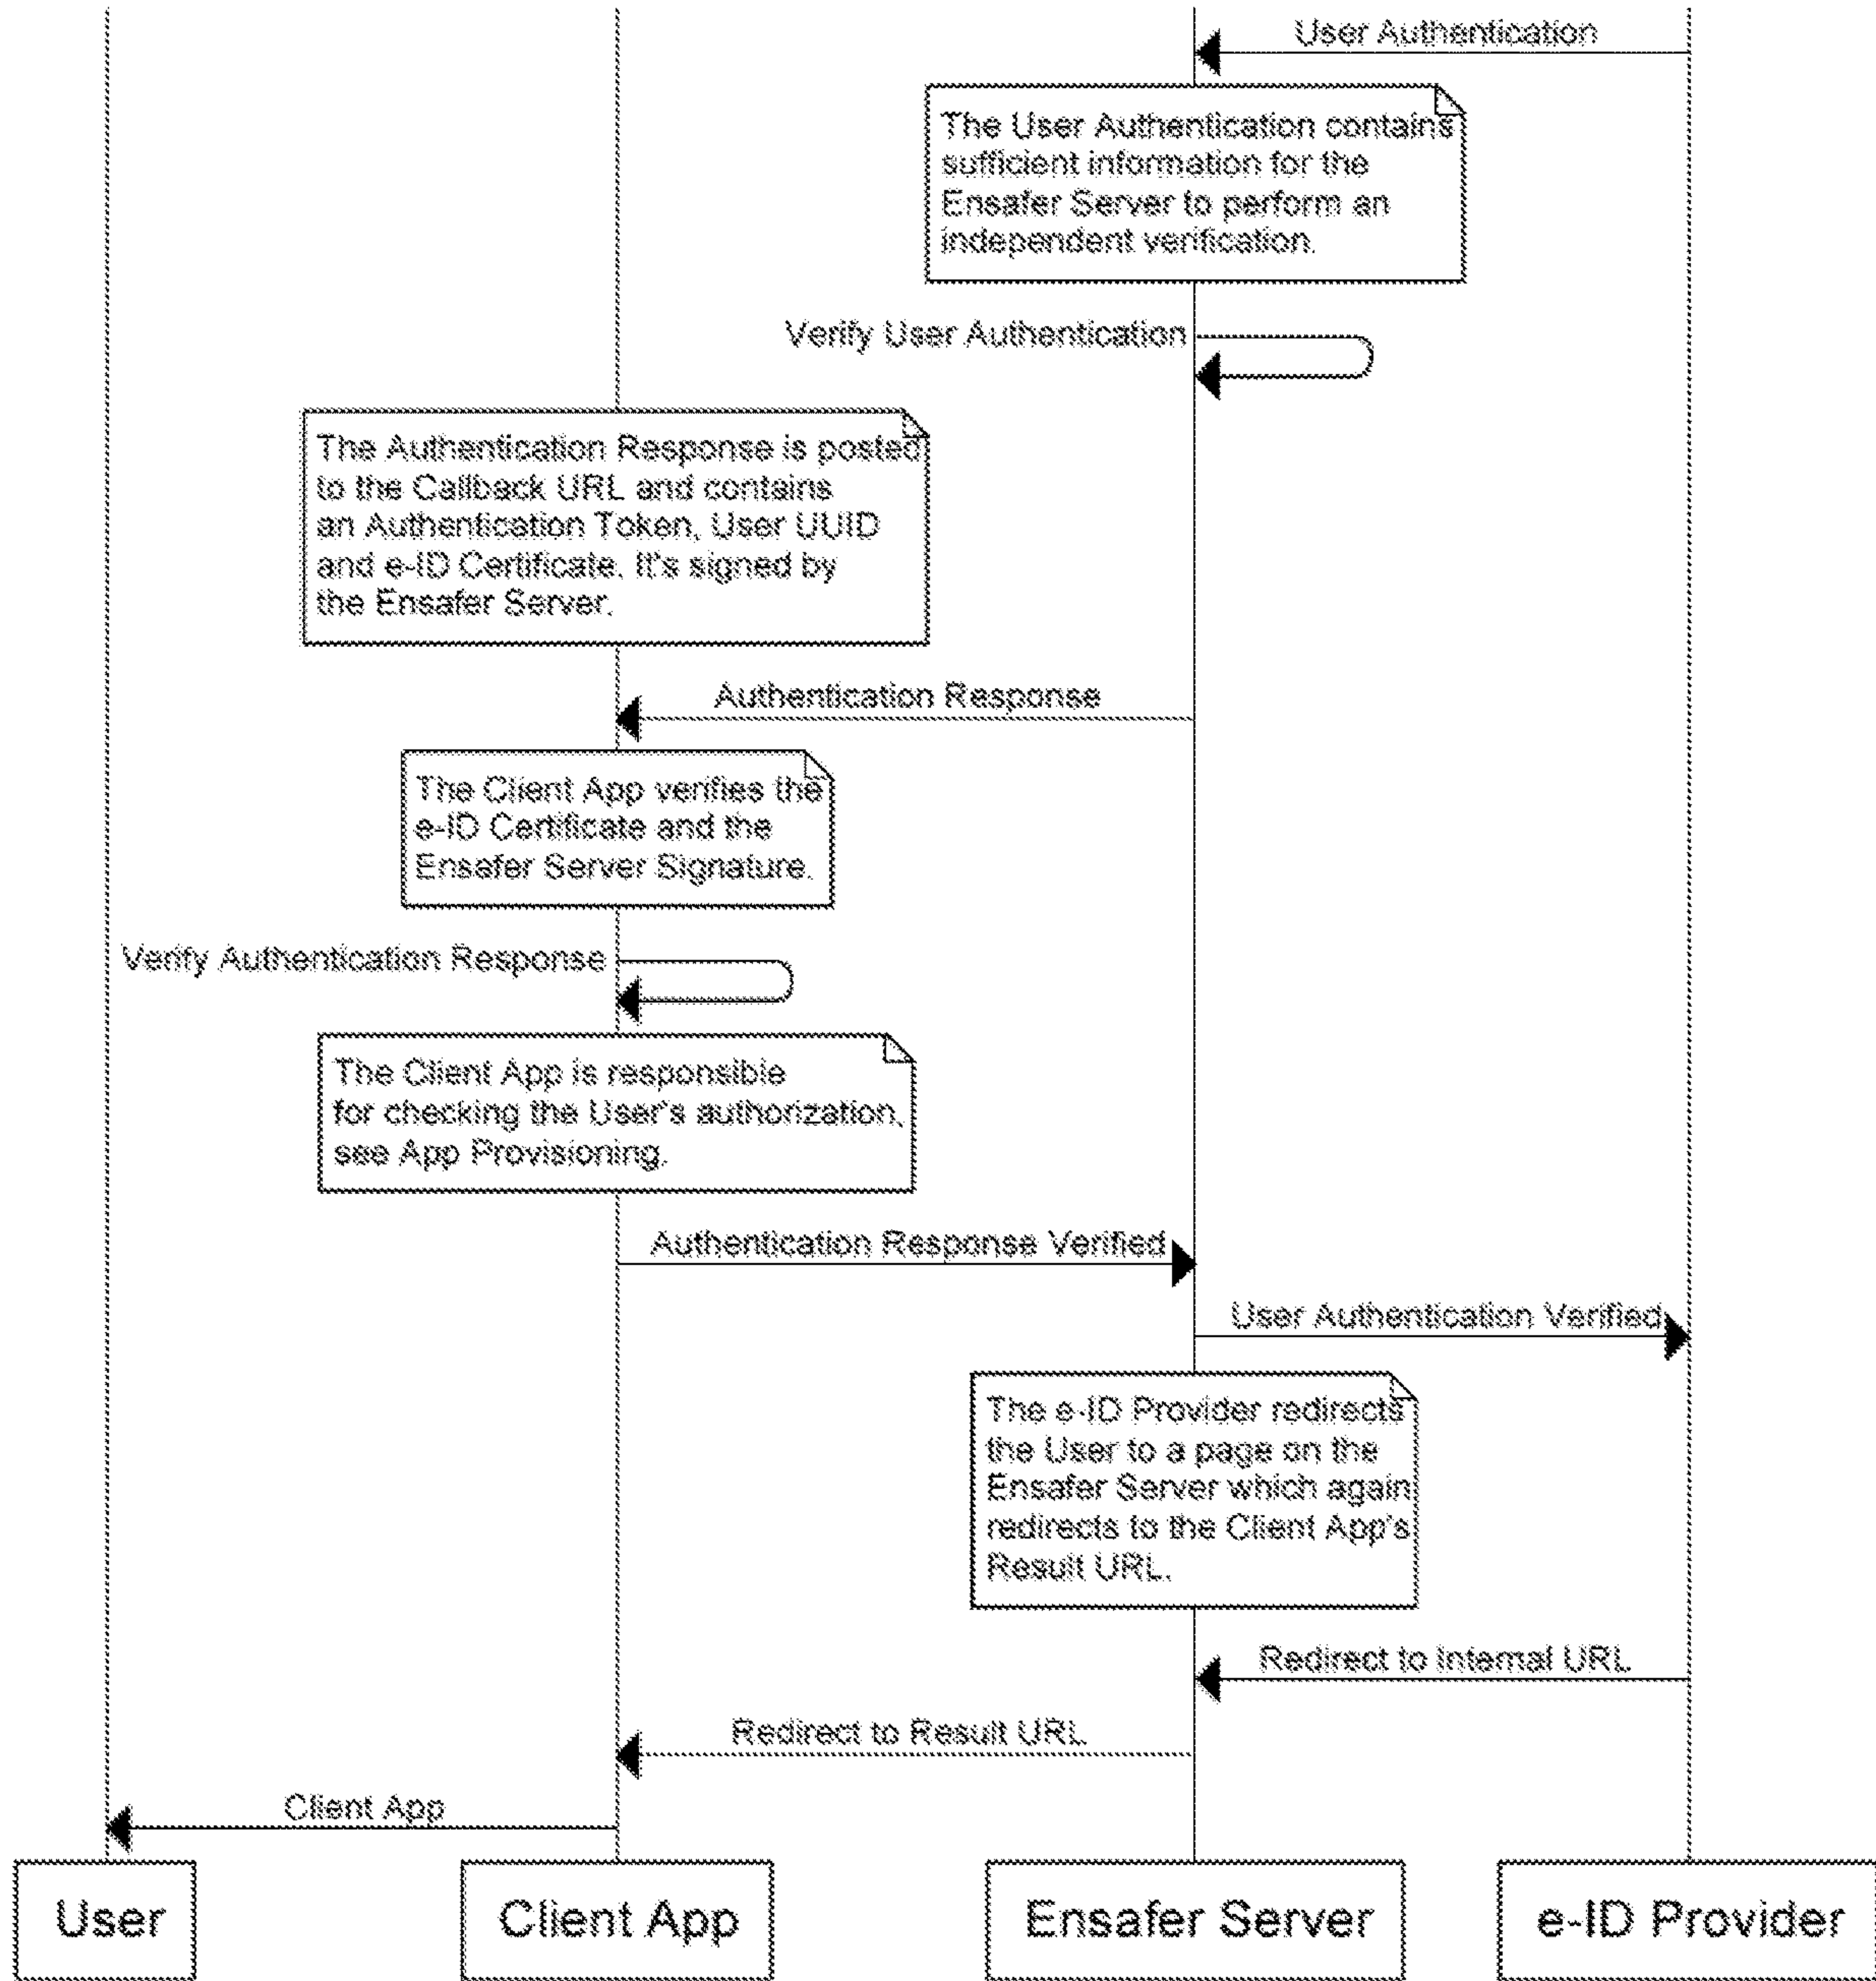 User Authentication
The User Authentication contains
sufficient information for the
Ensafer Server to perform an
independent verification.
Verify User Authentication
The Authentication Response is posted
to the Callback URL and contains
an Authentication Token, User UUID
and e-ID Certificate. It's signed by
the Ensafer Server.
Authentication Response
The Client App verifies the
e-ID Certificate and the
Ensafer Server Signature.
Verify Authentication Response
The Client App is responsible
for checking the User's authorization,
see App Provisioning.
Authentication Response Verified
User Authentication Verified
The e-ID Provider redirects
the User to a page on the
Ensafer Server which again
redirects to the Client App's
Result URL.
Redirect to Internal URL
Redirect to Result URL
Client App
User
Client App
Ensafer Server
e-ID Provider